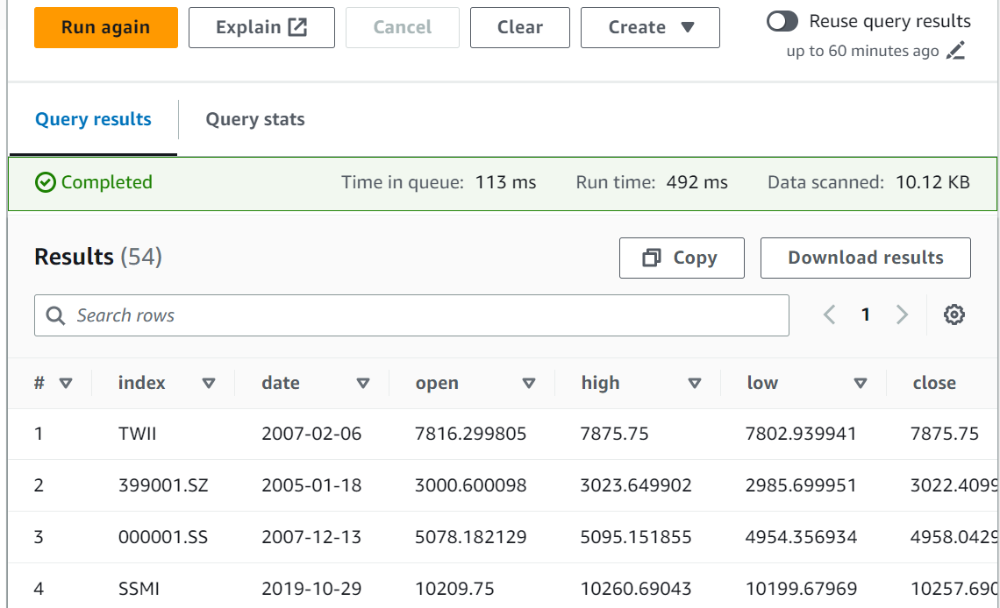 Run again Explain Cancel Clear Create Reuse query results
up to 60 minutes ago
Query results Query stats
Completed Time in queue: 113 ms Run time: 492 ms Data scanned: 10.12 KB
Results (54) Copy Download results
Search rows 1
# index date open high low close
1 TWII 2007-02-06 7816.299805 7875.75 7802.939941 7875.75
2 399001.SZ 2005-01-18 3000.600098 3023.649902 2985.699951 3022.4099
3 000001.SS 2007-12-13 5078.182129 5095.151855 4954.356934 4958.0429
4 SSMI 2019-10-29 10209.75 10260.69043 10199.67969 10257.690